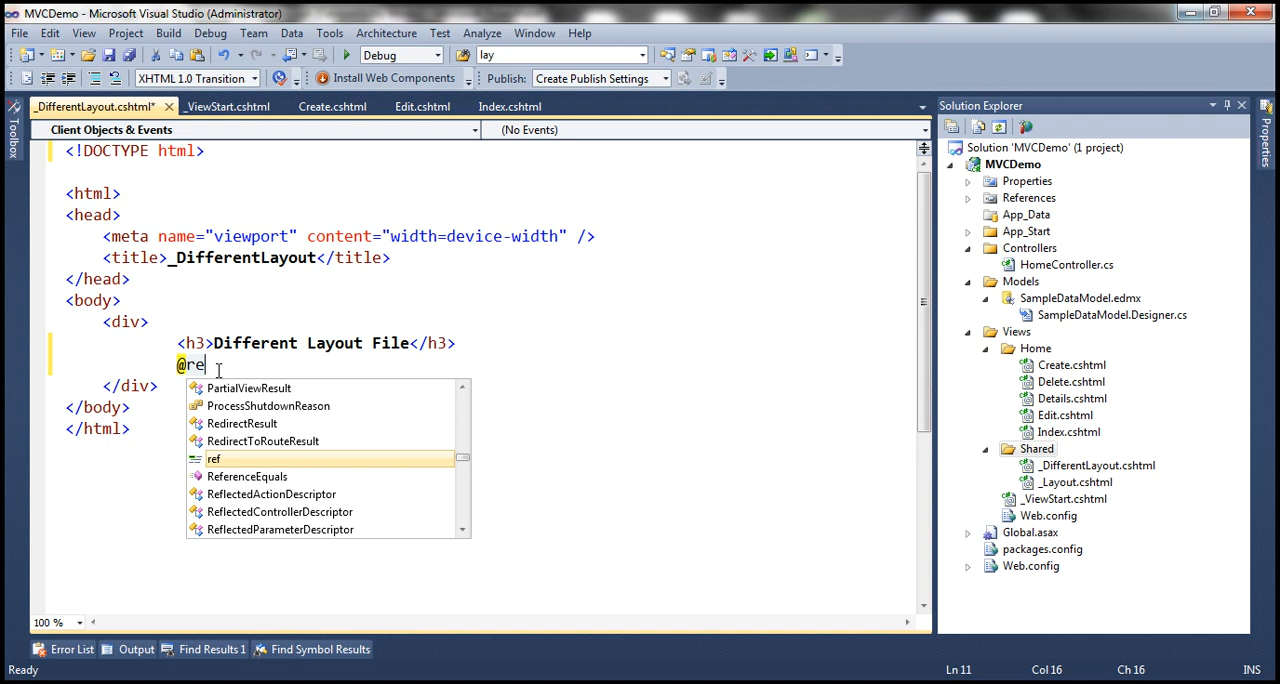 MVCDemo - Microsoft Visual Studio (Administrator)
File Edit View Project Build Debug Team Data Tools Architecture Test Analyze Window Help
Debug lay
XHTML 1.0 Transition Install Web Components Publish: Create Publish Settings
_DifferentLayout.cshtml* _ViewStart.cshtml Create.cshtml Edit.cshtml Index.cshtml
Client Objects & Events (No Events)
Toolbox
<!DOCTYPE html>
<html>
<head>
<meta name="viewport" content="width=device-width" />
<title>_DifferentLayout</title>
</head>
<body>
<div>
<h3>Different Layout File</h3>
@re
</div>
</body>
</html>
PartialViewResult
ProcessShutdownReason
RedirectResult
RedirectToRouteResult
ref
ReferenceEquals
ReflectedActionDescriptor
ReflectedControllerDescriptor
ReflectedParameterDescriptor
100 %
Solution Explorer
Solution 'MVCDemo' (1 project)
MVCDemo
Properties
References
App_Data
App_Start
Controllers
HomeController.cs
Models
SampleDataModel.edmx
SampleDataModel.Designer.cs
Views
Home
Create.cshtml
Delete.cshtml
Details.cshtml
Edit.cshtml
Index.cshtml
Shared
_DifferentLayout.cshtml
_Layout.cshtml
_ViewStart.cshtml
Web.config
Global.asax
packages.config
Web.config
Properties
Error List Output Find Results 1 Find Symbol Results
Ready Ln 11 Col 16 Ch 16 INS